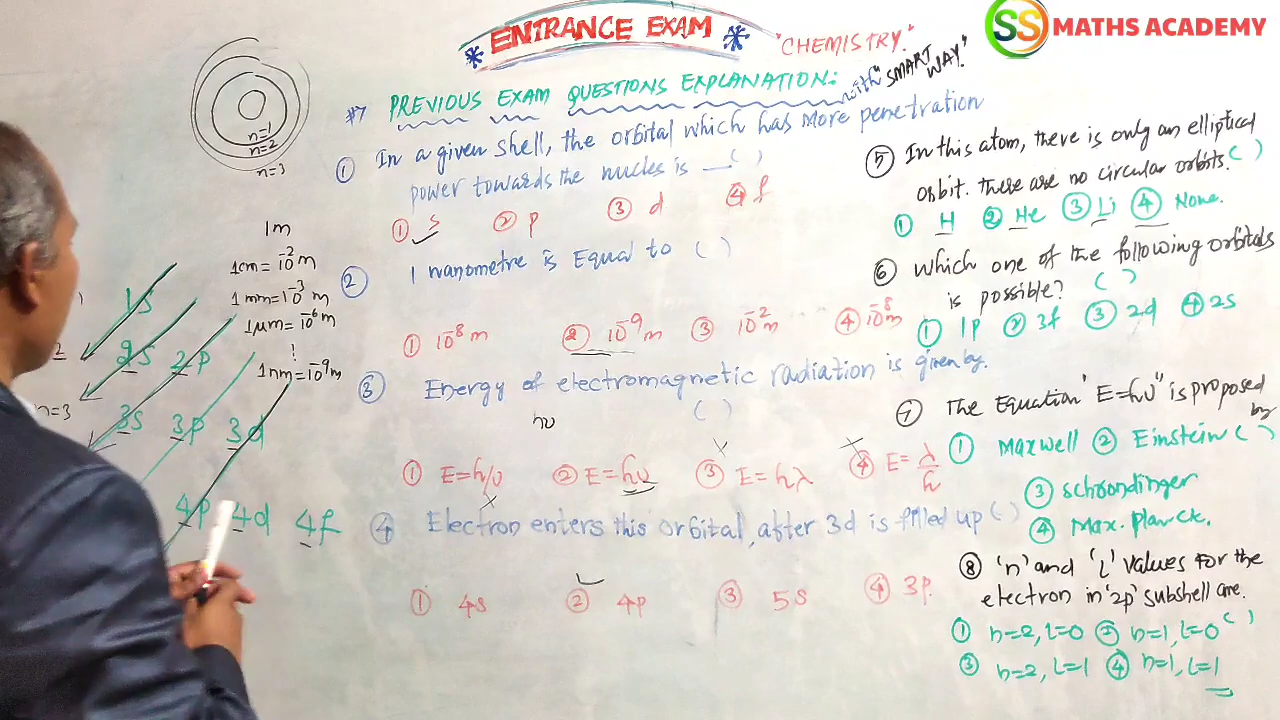 ENTRANCE EXAM
"CHEMISTRY."
SS MATHS ACADEMY
#7 PREVIOUS EXAM QUESTIONS EXPLANATION: with "SMART WAY."
n=1
n=2
n=3
① In a given shell, the orbital which has More penetration
power towards the nucles is __ ( )
① s ② p ③ d ④ f
② 1 nanometre is Equal to ( )
① 10⁻⁸ m ② 10⁻⁹ m ③ 10⁻² m ④ 10⁻⁸ m
③ Energy of electromagnetic radiation is given by.
hν ( )
① E=h/υ ② E=hυ ③ E=hλ ④ E=λ/h
④ Electron enters this orbital, after 3d is filled up ( )
① 4s ② 4p ③ 5s ④ 3p.
1m
1cm = 10⁻² m
1mm = 10⁻³ m
1μm = 10⁻⁶ m
1nm = 10⁻⁹ m
1s
2
2s 2p
n=3
3s 3p 3d
4p 4d 4f
⑤ In this atom, there is only an elliptical
orbit. There are no circular orbits. ( )
① H ② He ③ Li ④ None.
⑥ Which one of the following orbitals
is possible? ( )
① 1p ② 3f ③ 2d ④ 2s
⑦ The Equation "E=hυ" is proposed
by
① Maxwell ② Einstein ( )
③ schroondinger
④ Max. planck.
⑧ 'n' and 'l' values for the
electron in '2p' subshell are.
① n=2, l=0 ② n=1, l=0 ( )
③ n=2, l=1 ④ n=1, l=1